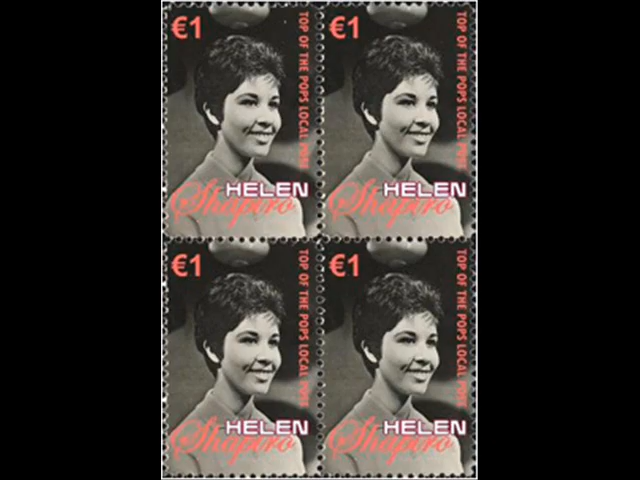 €1
TOP OF THE POPS LOCAL POST
HELEN
Shapiro
€1
TOP OF THE POPS LOCAL POST
HELEN
Shapiro
€1
TOP OF THE POPS LOCAL POST
HELEN
Shapiro
€1
TOP OF THE POPS LOCAL POST
HELEN
Shapiro